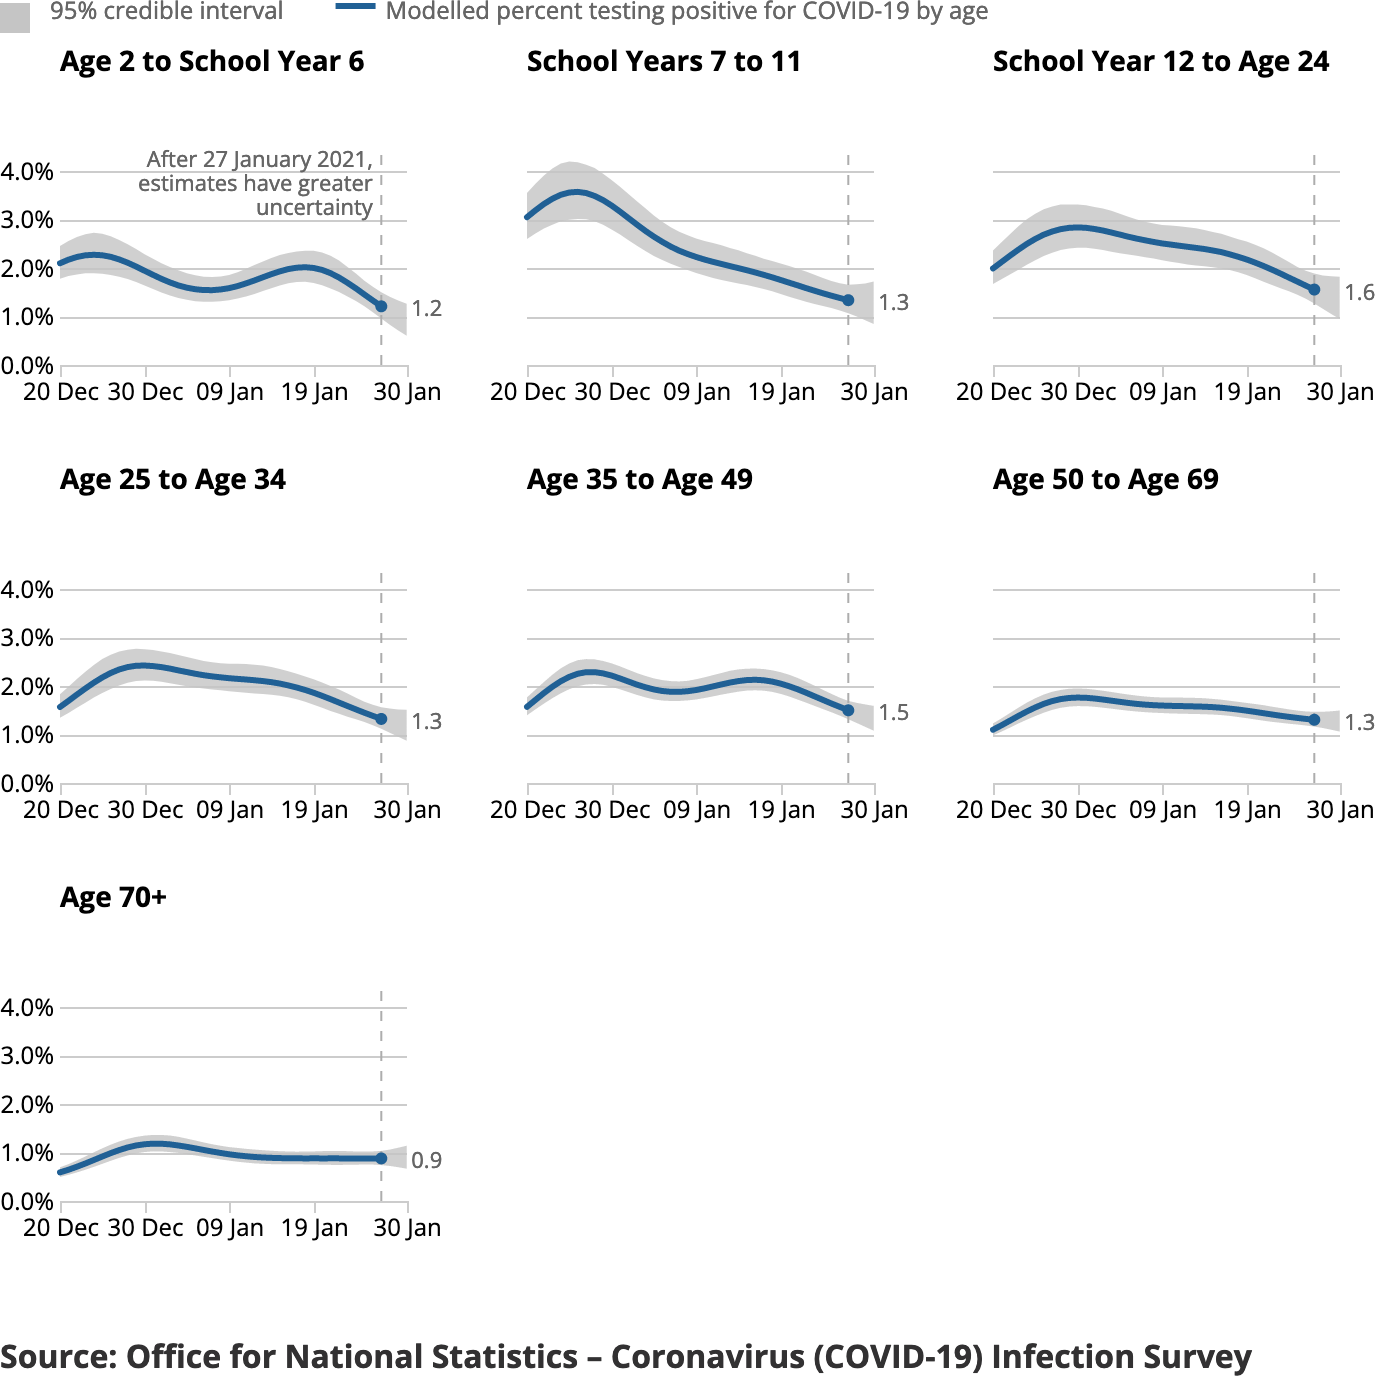 95% credible interval
Modelled percent testing positive for COVID-19 by age
Age 2 to School Year 6
After 27 January 2021,
estimates have greater
uncertainty
4.0%
3.0%
2.0%
1.0%
0.0%
1.2
20 Dec 30 Dec 09 Jan 19 Jan 30 Jan
School Years 7 to 11
1.3
20 Dec 30 Dec 09 Jan 19 Jan 30 Jan
School Year 12 to Age 24
1.6
20 Dec 30 Dec 09 Jan 19 Jan 30 Jan
Age 25 to Age 34
4.0%
3.0%
2.0%
1.0%
0.0%
1.3
20 Dec 30 Dec 09 Jan 19 Jan 30 Jan
Age 35 to Age 49
1.5
20 Dec 30 Dec 09 Jan 19 Jan 30 Jan
Age 50 to Age 69
1.3
20 Dec 30 Dec 09 Jan 19 Jan 30 Jan
Age 70+
4.0%
3.0%
2.0%
1.0%
0.0%
0.9
20 Dec 30 Dec 09 Jan 19 Jan 30 Jan
Source: Office for National Statistics – Coronavirus (COVID-19) Infection Survey